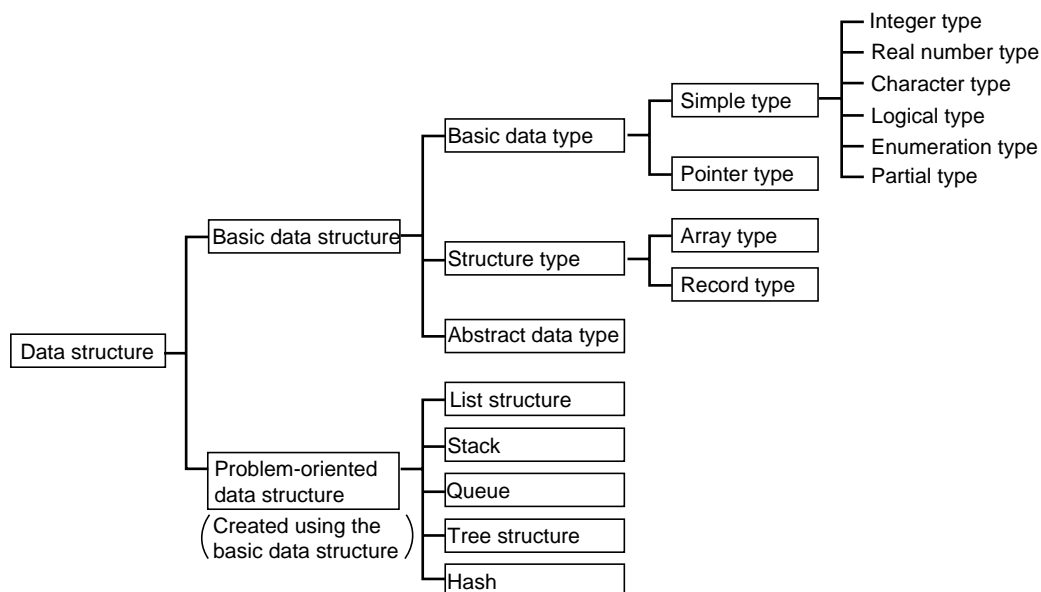 Data structure
Basic data structure
Basic data type
Simple type
Integer type
Real number type
Character type
Logical type
Enumeration type
Partial type
Pointer type
Structure type
Array type
Record type
Abstract data type
Problem-oriented
data structure
(Created using the
basic data structure)
List structure
Stack
Queue
Tree structure
Hash